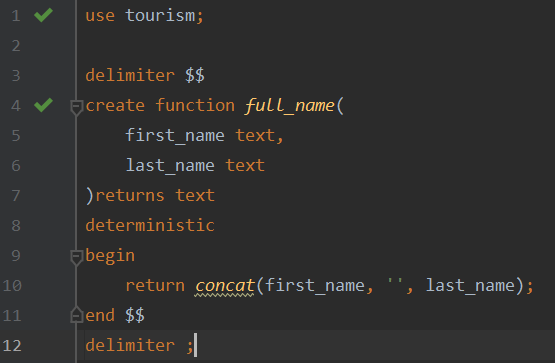 1 use tourism;
2
3 delimiter $$
4 create function full_name(
5     first_name text,
6     last_name text
7 )returns text
8 deterministic
9 begin
10     return concat(first_name, '', last_name);
11 end $$
12 delimiter ;